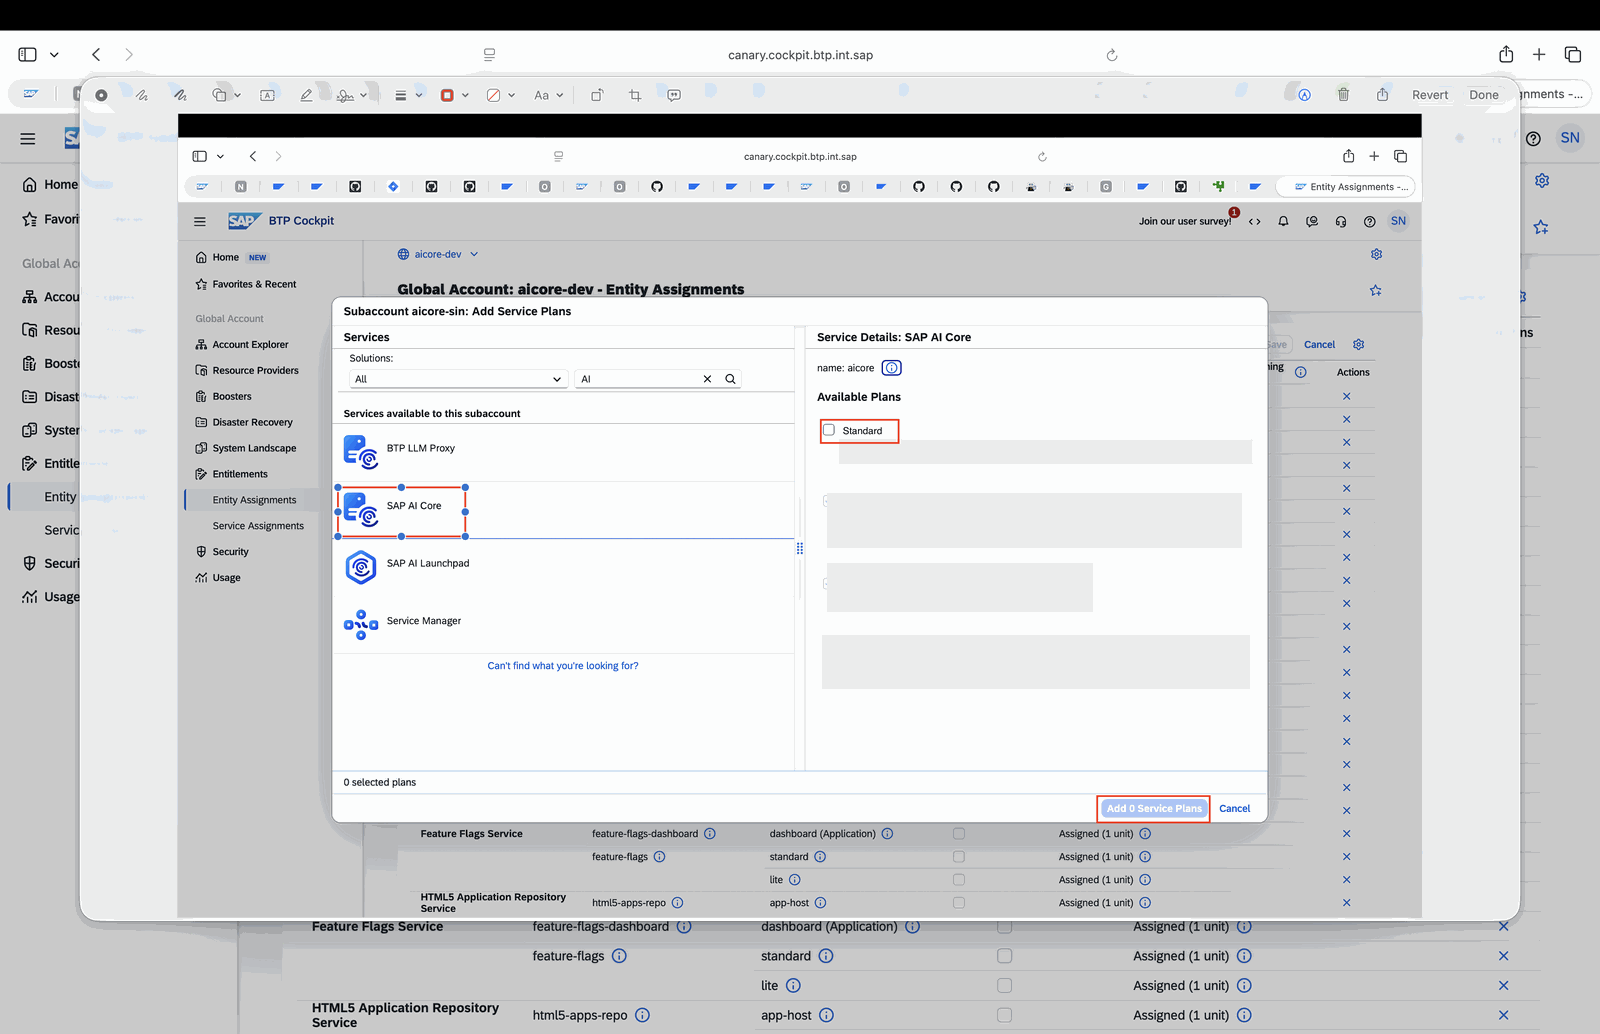 canary.cockpit.btp.int.sap
Aa
Revert
Done
gnments -...
SN
Home
Favori
Global Acc
Accou
Resou
Booste
Disast
System
Entitle
Entity
Servic
Securi
Usage
canary.cockpit.btp.int.sap
N
O
O
O
G
Entity Assignments -...
SAP
BTP Cockpit
Join our user survey!
1
SN
Home
NEW
Favorites & Recent
Global Account
Account Explorer
Resource Providers
Boosters
Disaster Recovery
System Landscape
Entitlements
Entity Assignments
Service Assignments
Security
Usage
aicore-dev
Global Account: aicore-dev - Entity Assignments
Save
Cancel
Actions
Subaccount aicore-sin: Add Service Plans
Services
Solutions:
All
AI
Services available to this subaccount
BTP LLM Proxy
SAP AI Core
SAP AI Launchpad
Service Manager
Can't find what you're looking for?
Service Details: SAP AI Core
name: aicore
Available Plans
Standard
0 selected plans
Add 0 Service Plans
Cancel
Feature Flags Service
feature-flags-dashboard
dashboard (Application)
Assigned (1 unit)
feature-flags
standard
Assigned (1 unit)
lite
Assigned (1 unit)
HTML5 Application Repository
Service
html5-apps-repo
app-host
Assigned (1 unit)
Feature Flags Service
feature-flags-dashboard
dashboard (Application)
Assigned (1 unit)
feature-flags
standard
Assigned (1 unit)
lite
Assigned (1 unit)
HTML5 Application Repository
Service
html5-apps-repo
app-host
Assigned (1 unit)